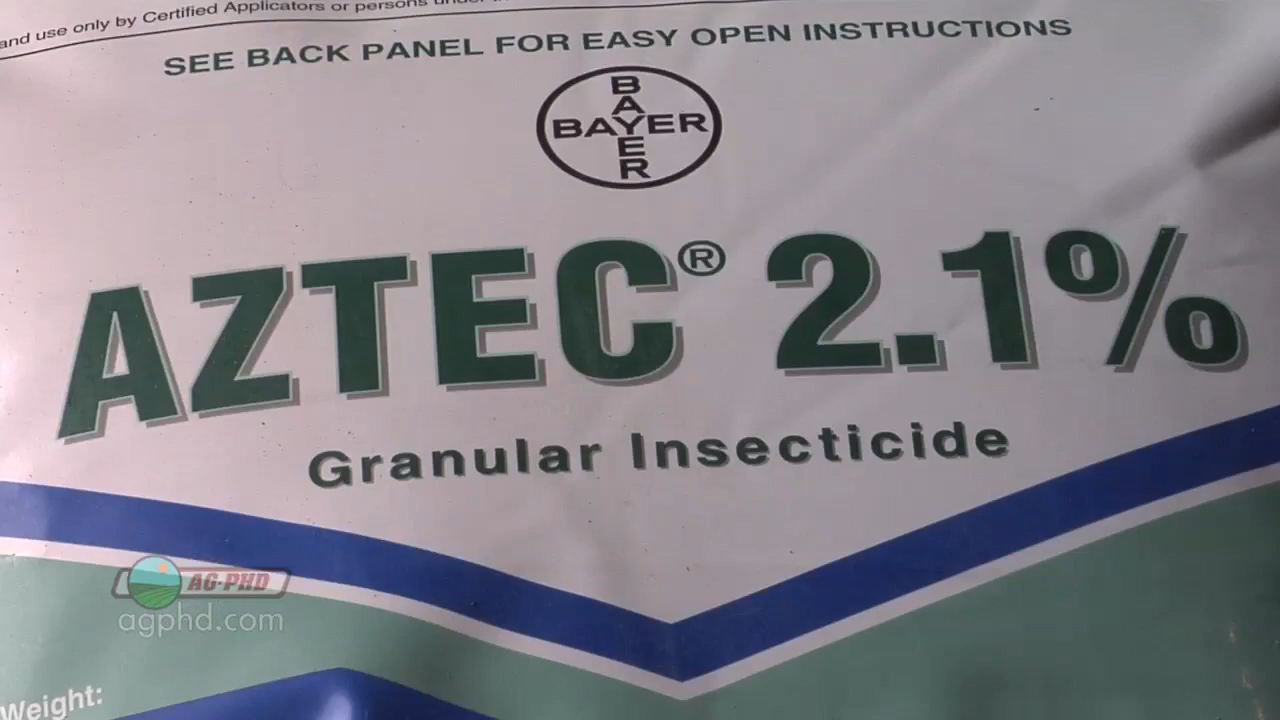 and use only by Certified Applicators or persons under
SEE BACK PANEL FOR EASY OPEN INSTRUCTIONS
BAYER
BAYER
AZTEC® 2.1%
Granular Insecticide
AG·PHD
agphd.com
Weight: